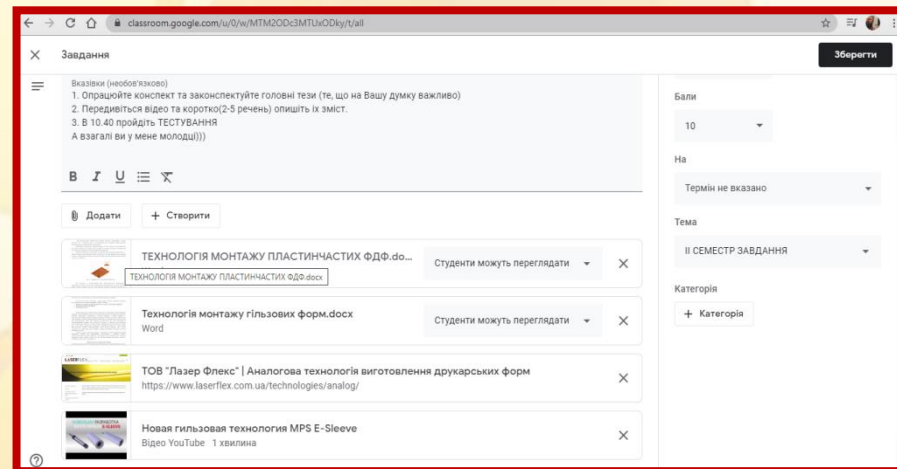 classroom.google.com/u/0/w/MTM2ODc3MTUxODky/t/all
Завдання
Зберегти
Вказівки (необов'язково)
1. Опрацюйте конспект та законспектуйте головні тези (те, що на Вашу думку важливо)
2. Передивіться відео та коротко(2-5 речень) опишіть їх зміст.
3. В 10.40 пройдіть ТЕСТУВАННЯ
А взагалі ви у мене молодці)))
B I U
Додати
+ Створити
ТЕХНОЛОГІЯ МОНТАЖУ ПЛАСТИНЧАСТИХ ФДФ.do...
Студенти можуть переглядати
ТЕХНОЛОГІЯ МОНТАЖУ ПЛАСТИНЧАСТИХ ФДФ.docx
Технологія монтажу гільзових форм.docx
Word
Студенти можуть переглядати
ТОВ "Лазер Флекс" | Аналогова технологія виготовлення друкарських форм
https://www.laserflex.com.ua/technologies/analog/
Новая гильзовая технология MPS E-Sleeve
Відео YouTube 1 хвилина
Бали
10
На
Термін не вказано
Тема
ІІ СЕМЕСТР ЗАВДАННЯ
Категорія
+ Категорія